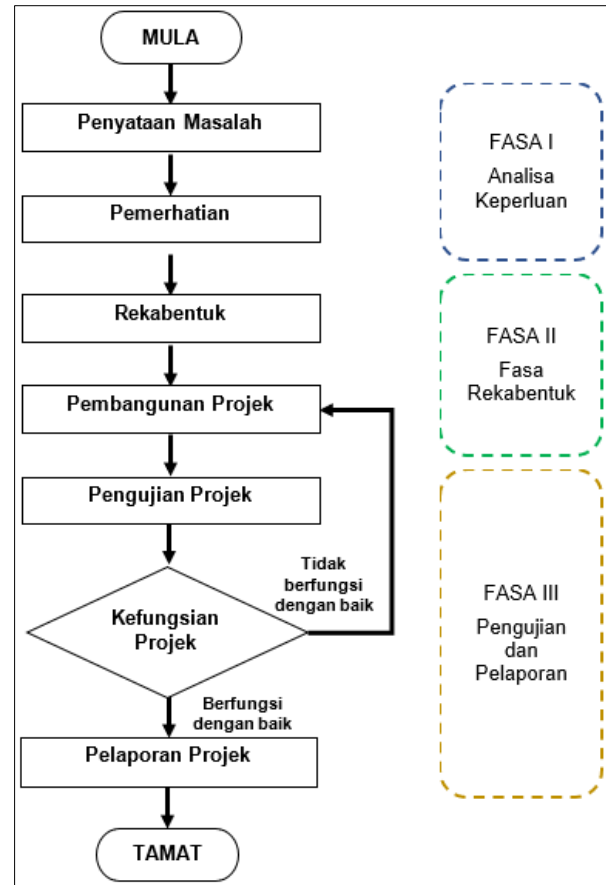 MULA
Penyataan Masalah
Pemerhatian
Rekabentuk
Pembangunan Projek
Pengujian Projek
Tidak
berfungsi
dengan baik
Kefungsian
Projek
Berfungsi
dengan baik
Pelaporan Projek
TAMAT
FASA I
Analisa
Keperluan
FASA II
Fasa
Rekabentuk
FASA III
Pengujian
dan
Pelaporan